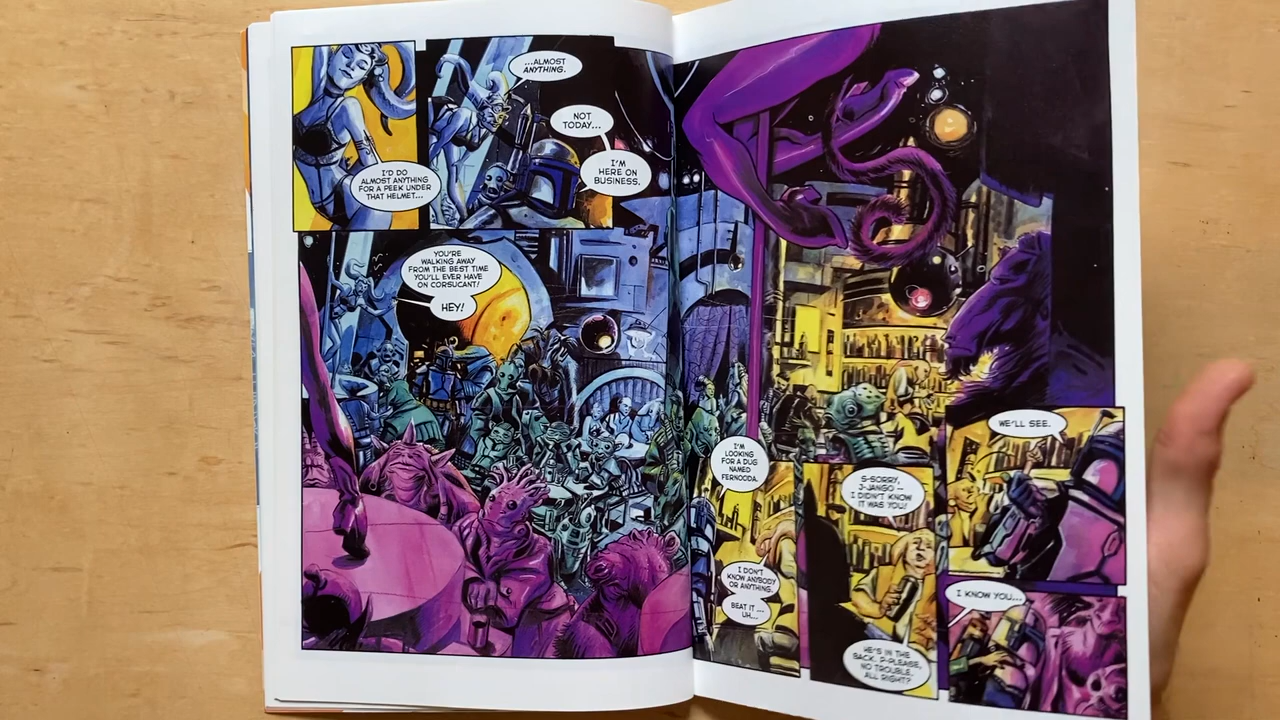 I'D DO
ALMOST ANYTHING
FOR A PEEK UNDER
THAT HELMET...
...ALMOST
ANYTHING.
NOT
TODAY...
I'M
HERE ON
BUSINESS.
YOU'RE
WALKING AWAY
FROM THE BEST TIME
YOU'LL EVER HAVE
ON CORSUCANT!
HEY!
I'M
LOOKING
FOR A DUG
NAMED
FERNOODA.
I DON'T
KNOW ANYBODY
OR ANYTHING.
BEAT IT...
UH...
S-SORRY,
J-JANGO --
I DIDN'T KNOW
IT WAS YOU!
HE'S IN THE
BACK. P-PLEASE,
NO TROUBLE.
ALL RIGHT?
WE'LL SEE.
I KNOW YOU...